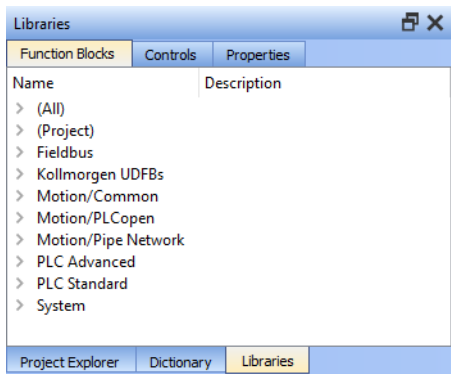 Libraries
Function Blocks Controls Properties
Name Description
(All)
(Project)
Fieldbus
Kollmorgen UDFBs
Motion/Common
Motion/PLCopen
Motion/Pipe Network
PLC Advanced
PLC Standard
System
Project Explorer Dictionary Libraries